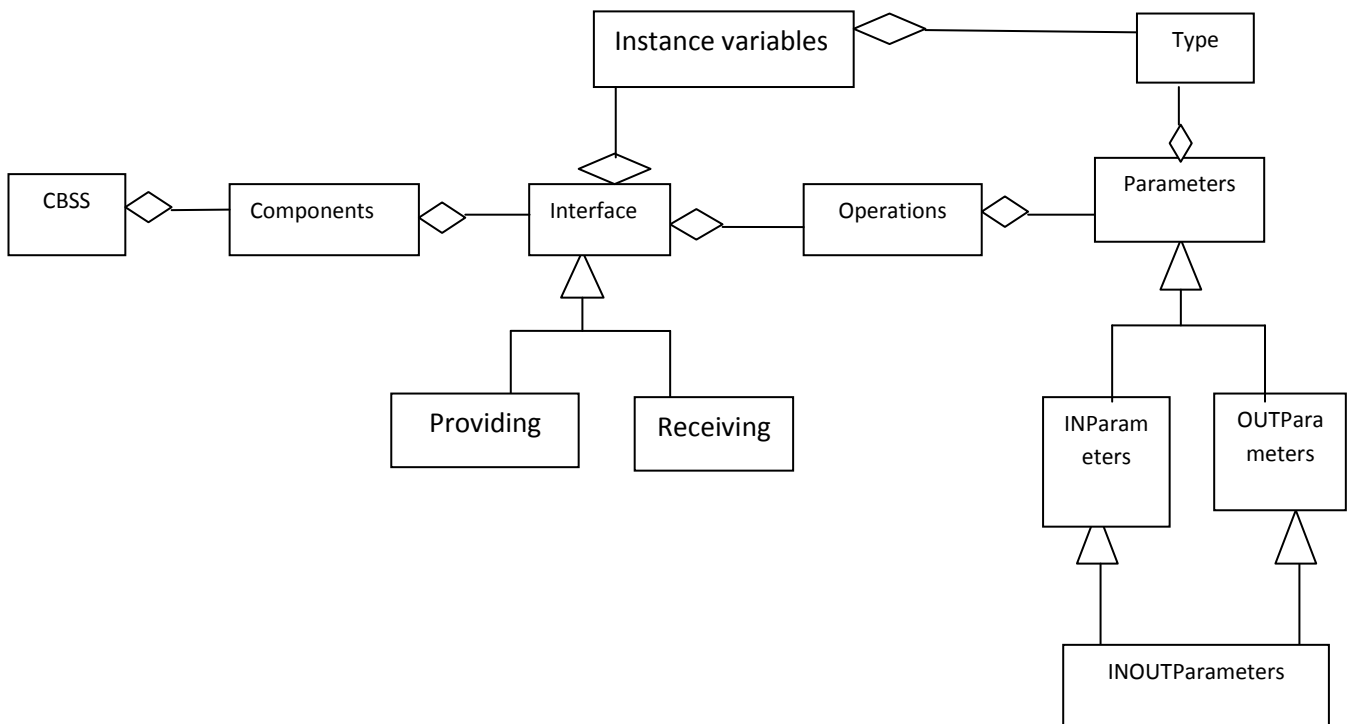 Instance variables
Type
CBSS
Components
Interface
Operations
Parameters
Providing
Receiving
INParam
eters
OUTPara
meters
INOUTParameters